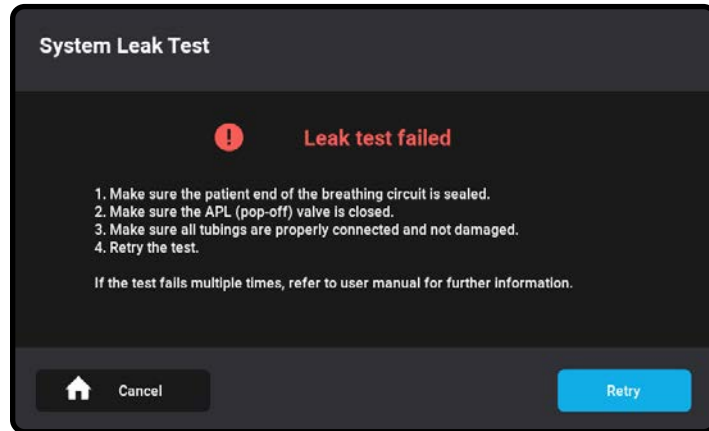 System Leak Test
! Leak test failed
1. Make sure the patient end of the breathing circuit is sealed.
2. Make sure the APL (pop-off) valve is closed.
3. Make sure all tubings are properly connected and not damaged.
4. Retry the test.
If the test fails multiple times, refer to user manual for further information.
Cancel
Retry